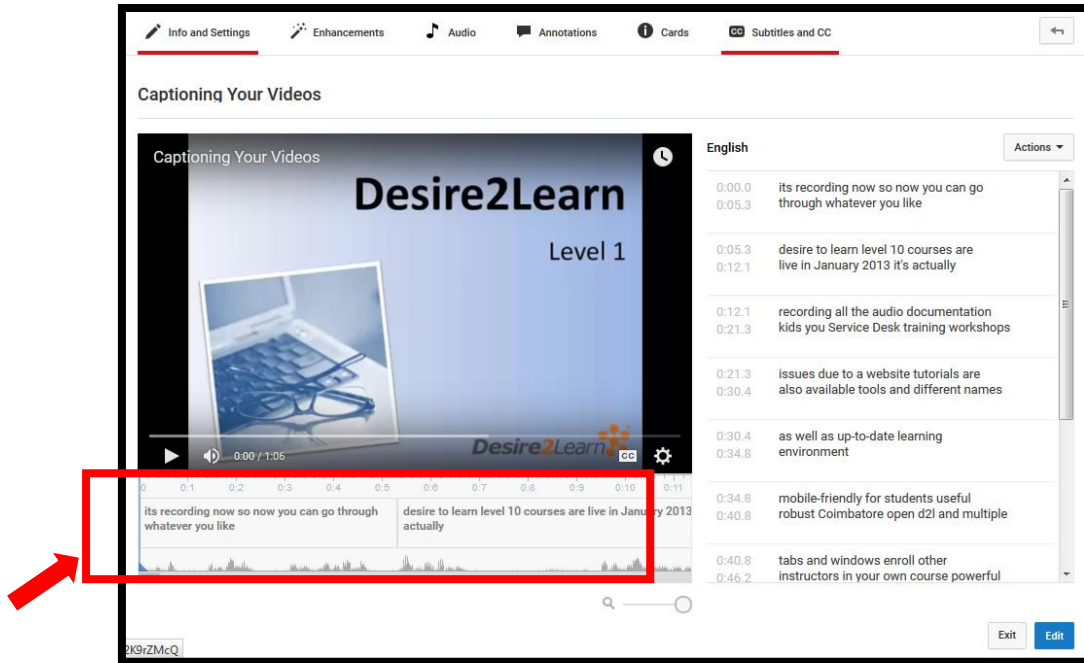 Info and Settings Enhancements Audio Annotations Cards CC Subtitles and CC
Captioning Your Videos
Captioning Your Videos
Desire2Learn
Level 1
Desire2Learn
0:00 / 1:06 CC
0 0:1 0:2 0:3 0:4 0:5 0:6 0:7 0:8 0:9 0:10 0:11
its recording now so now you can go through
whatever you like
desire to learn level 10 courses are live in January 2013
actually
English Actions
0:00.0 its recording now so now you can go
0:05.3 through whatever you like
0:05.3 desire to learn level 10 courses are
0:12.1 live in January 2013 it's actually
0:12.1 recording all the audio documentation
0:21.3 kids you Service Desk training workshops
0:21.3 issues due to a website tutorials are
0:30.4 also available tools and different names
0:30.4 as well as up-to-date learning
0:34.8 environment
0:34.8 mobile-friendly for students useful
0:40.8 robust Coimbatore open d2l and multiple
0:40.8 tabs and windows enroll other
0:46.2 instructors in your own course powerful
Exit Edit
2K9rZMcQ